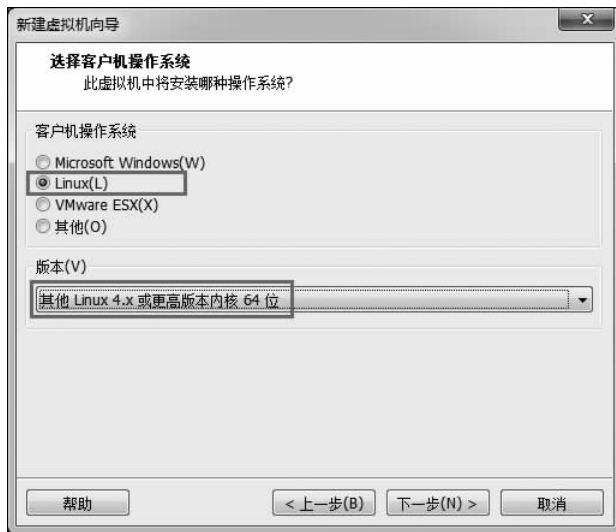 新建虚拟机向导
选择客户机操作系统
此虚拟机中将安装哪种操作系统?
客户机操作系统
Microsoft Windows(W)
Linux(L)
VMware ESX(X)
其他(O)
版本(V)
其他 Linux 4.x 或更高版本内核 64 位
帮助
< 上一步(B)
下一步(N) >
取消